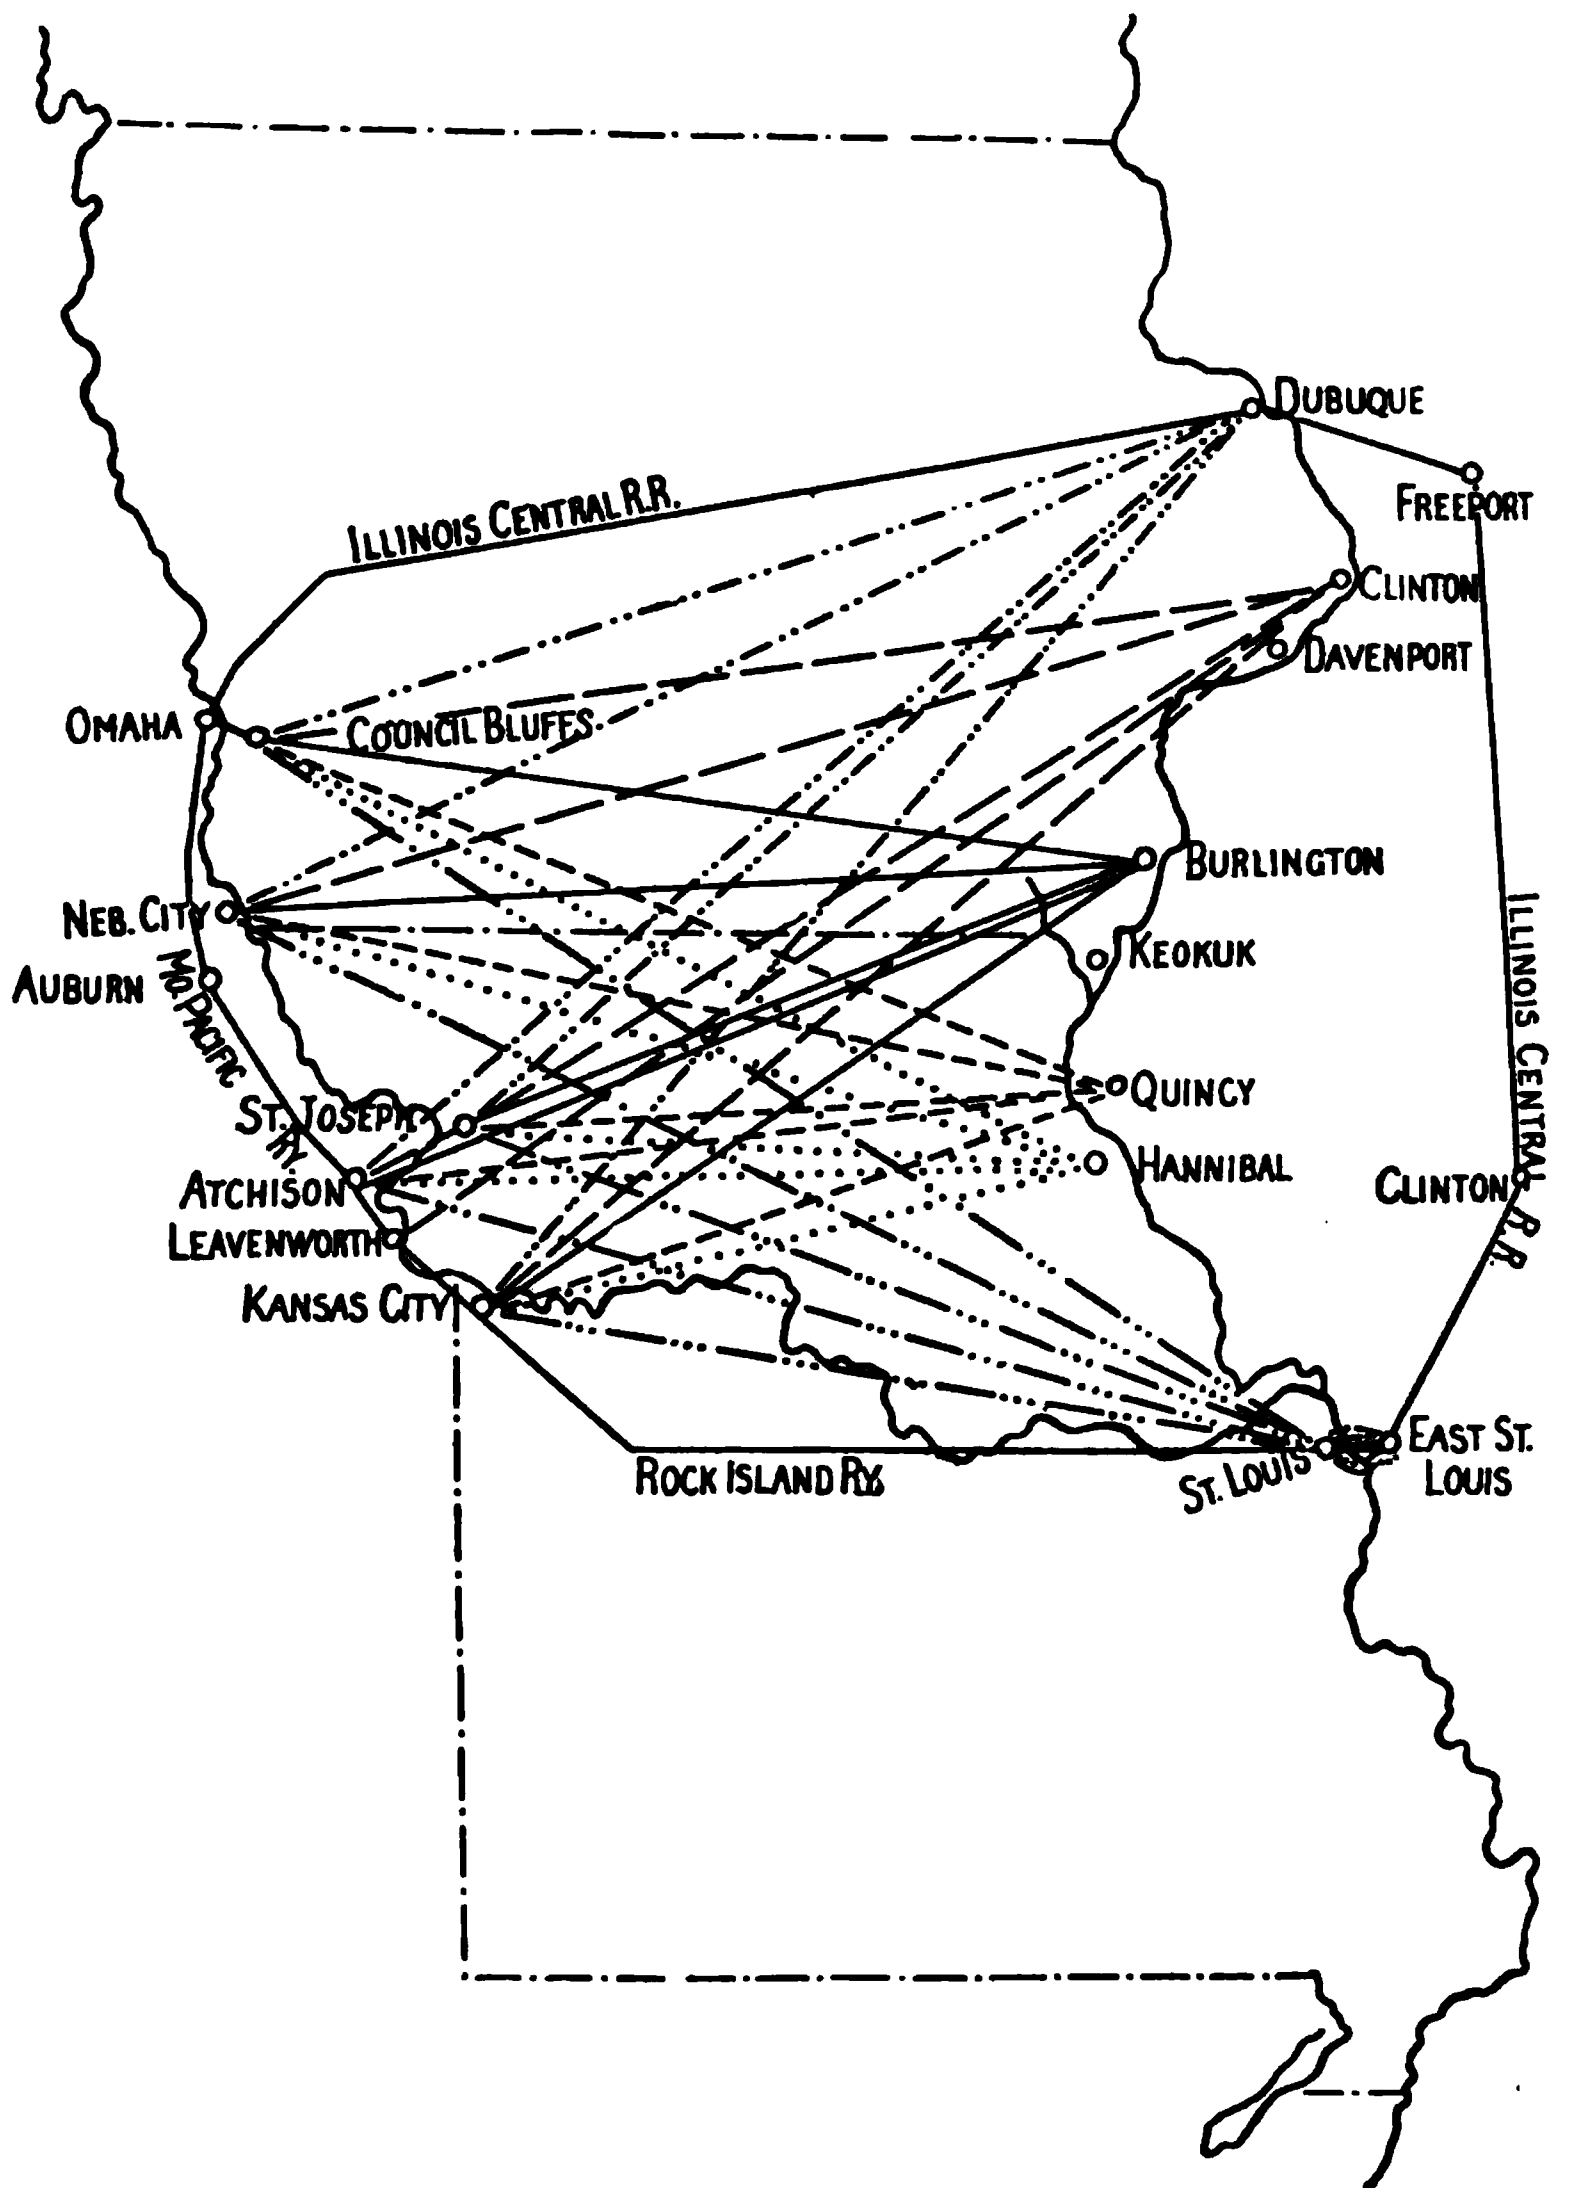 DUBUQUE
ILLINOIS CENTRAL R.R.
FREEPORT
CLINTON
DAVENPORT
OMAHA
COUNCIL BLUFFS
BURLINGTON
NEB. CITY
KEOKUK
AUBURN
MO. PACIFIC
RY.
ILLINOIS CENTRAL R.R.
QUINCY
ST. JOSEPH
HANNIBAL
ATCHISON
CLINTON
LEAVENWORTH
KANSAS CITY
EAST ST.
LOUIS
ROCK ISLAND RY.
ST. LOUIS